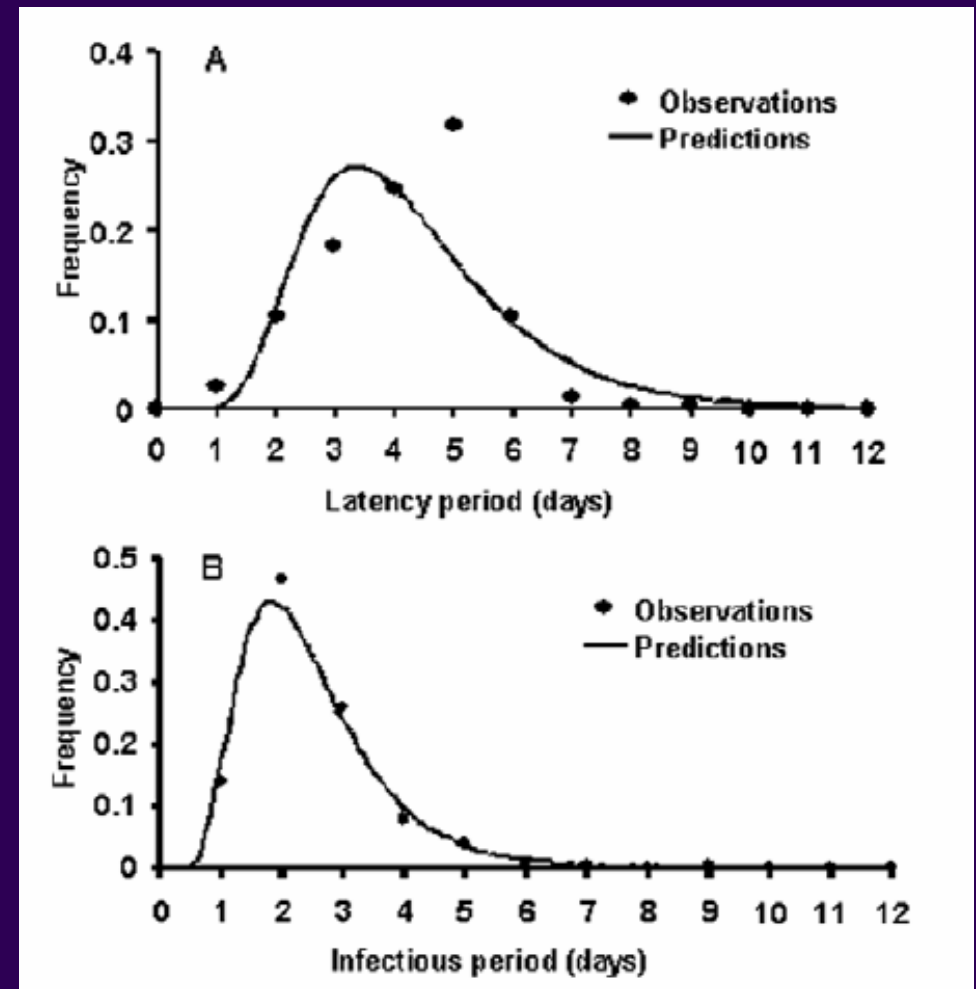 A
Observations
Predictions
Frequency
0.4
0.3
0.2
0.1
0
0 1 2 3 4 5 6 7 8 9 10 11 12
Latency period (days)
B
Observations
Predictions
Frequency
0.5
0.4
0.3
0.2
0.1
0
0 1 2 3 4 5 6 7 8 9 10 11 12
Infectious period (days)